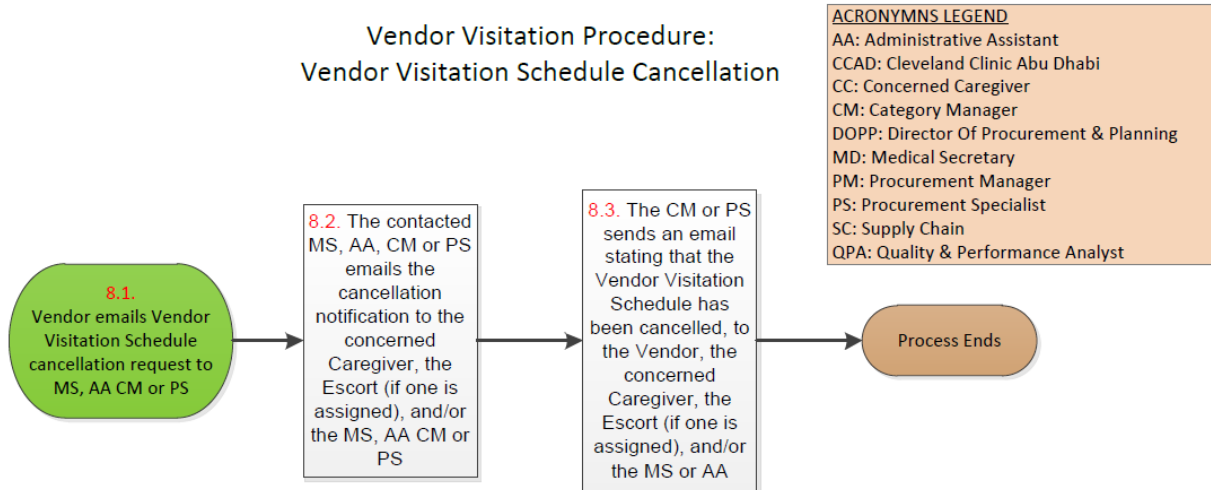 Vendor Visitation Procedure:
Vendor Visitation Schedule Cancellation
ACRONYMNS LEGEND
AA: Administrative Assistant
CCAD: Cleveland Clinic Abu Dhabi
CC: Concerned Caregiver
CM: Category Manager
DOPP: Director Of Procurement & Planning
MD: Medical Secretary
PM: Procurement Manager
PS: Procurement Specialist
SC: Supply Chain
QPA: Quality & Performance Analyst
8.1.
Vendor emails Vendor
Visitation Schedule
cancellation request to
MS, AA CM or PS
8.2. The contacted
MS, AA, CM or PS
emails the
cancellation
notification to the
concerned
Caregiver, the
Escort (if one is
assigned), and/or
the MS, AA CM or
PS
8.3. The CM or PS
sends an email
stating that the
Vendor Visitation
Schedule has
been cancelled, to
the Vendor, the
concerned
Caregiver, the
Escort (if one is
assigned), and/or
the MS or AA
Process Ends